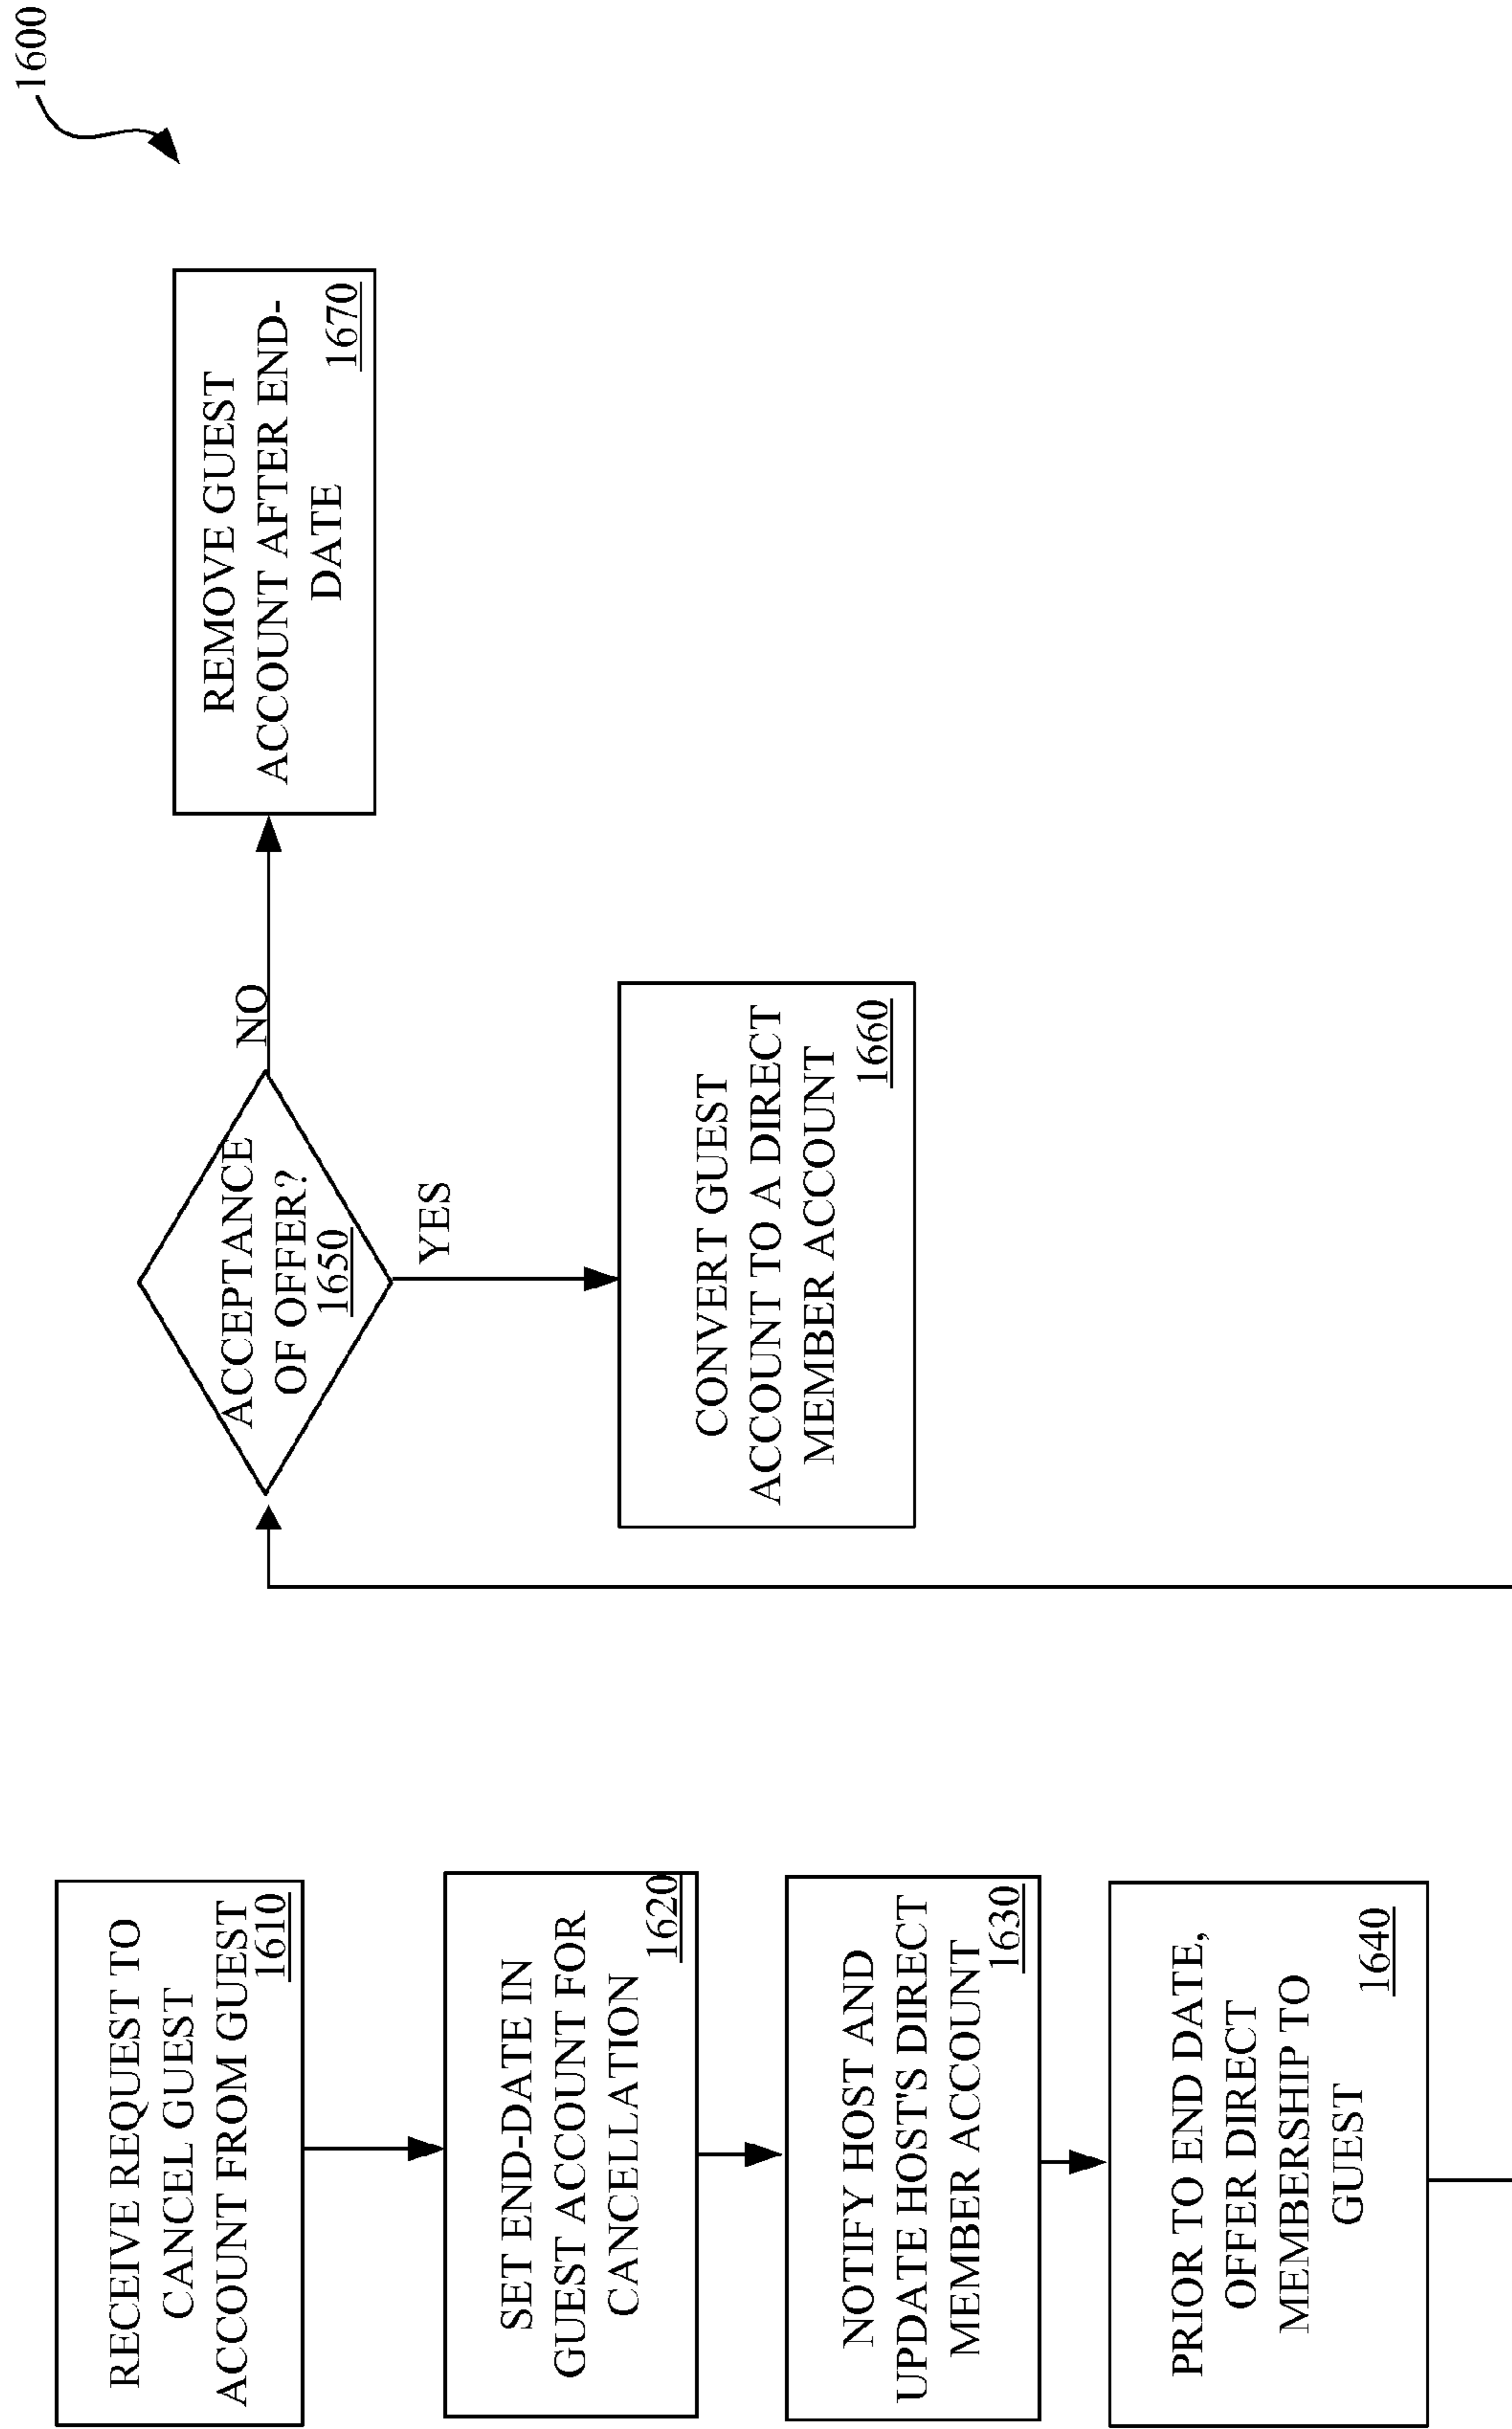 1600
RECEIVE REQUEST TO
CANCEL GUEST
ACCOUNT FROM GUEST
1610
SET END-DATE IN
GUEST ACCOUNT FOR
CANCELLATION
1620
NOTIFY HOST AND
UPDATE HOST'S DIRECT
MEMBER ACCOUNT
1630
PRIOR TO END DATE,
OFFER DIRECT
MEMBERSHIP TO
GUEST
1640
ACCEPTANCE
OF OFFER?
1650
YES
NO
CONVERT GUEST
ACCOUNT TO A DIRECT
MEMBER ACCOUNT
1660
REMOVE GUEST
ACCOUNT AFTER END-
DATE
1670